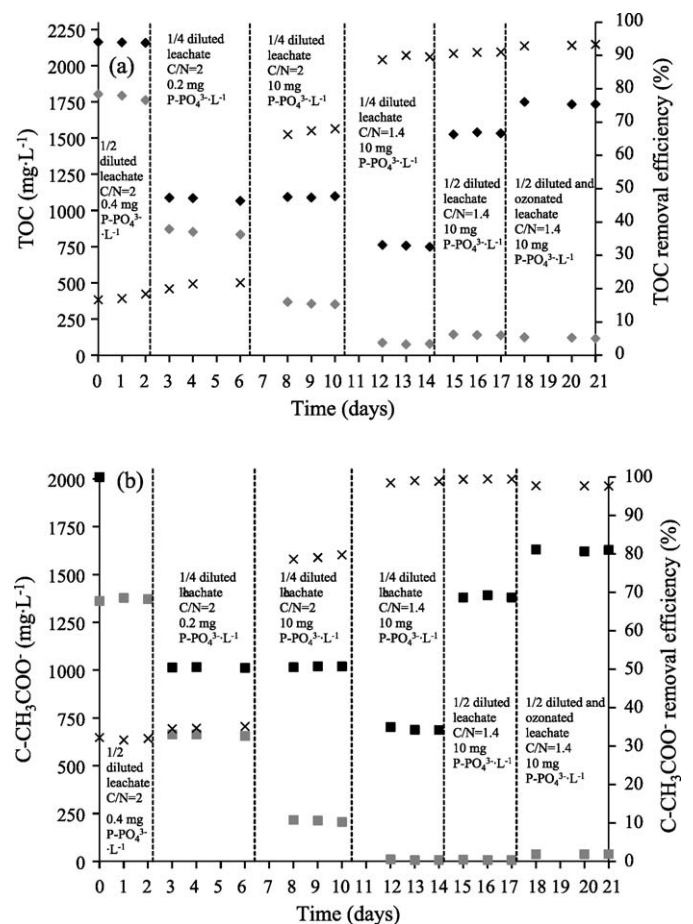 (a)
TOC (mg·L⁻¹)
2250
2000
1750
1500
1250
1000
750
500
250
0
1/2
diluted
leachate
C/N=2
0.4 mg
P-PO₄³⁻
·L⁻¹
1/4 diluted
leachate
C/N=2
0.2 mg
P-PO₄³⁻·L⁻¹
1/4 diluted
leachate
C/N=2
10 mg
P-PO₄³⁻·L⁻¹
1/4 diluted
leachate
C/N=1.4
10 mg
P-PO₄³⁻·L⁻¹
1/2 diluted
leachate
C/N=1.4
10 mg
P-PO₄³⁻·L⁻¹
1/2 diluted and
ozonated
leachate
C/N=1.4
10 mg
P-PO₄³⁻·L⁻¹
100
90
80
70
60
50
40
30
20
10
0
TOC removal efficiency (%)
0 1 2 3 4 5 6 7 8 9 10 11 12 13 14 15 16 17 18 19 20 21
Time (days)
(b)
C-CH₃COO⁻ (mg·L⁻¹)
2000
1750
1500
1250
1000
750
500
250
0
1/2
diluted
leachate
C/N=2
0.4 mg
P-PO₄³⁻
·L⁻¹
1/4 diluted
leachate
C/N=2
0.2 mg
P-PO₄³⁻·L⁻¹
1/4 diluted
leachate
C/N=2
10 mg
P-PO₄³⁻·L⁻¹
1/4 diluted
leachate
C/N=1.4
10 mg
P-PO₄³⁻·L⁻¹
1/2 diluted
leachate
C/N=1.4
10 mg
P-PO₄³⁻·L⁻¹
1/2 diluted and
ozonated
leachate
C/N=1.4
10 mg
P-PO₄³⁻·L⁻¹
100
90
80
70
60
50
40
30
20
10
0
C-CH₃COO⁻ removal efficiency (%)
0 1 2 3 4 5 6 7 8 9 10 11 12 13 14 15 16 17 18 19 20 21
Time (days)